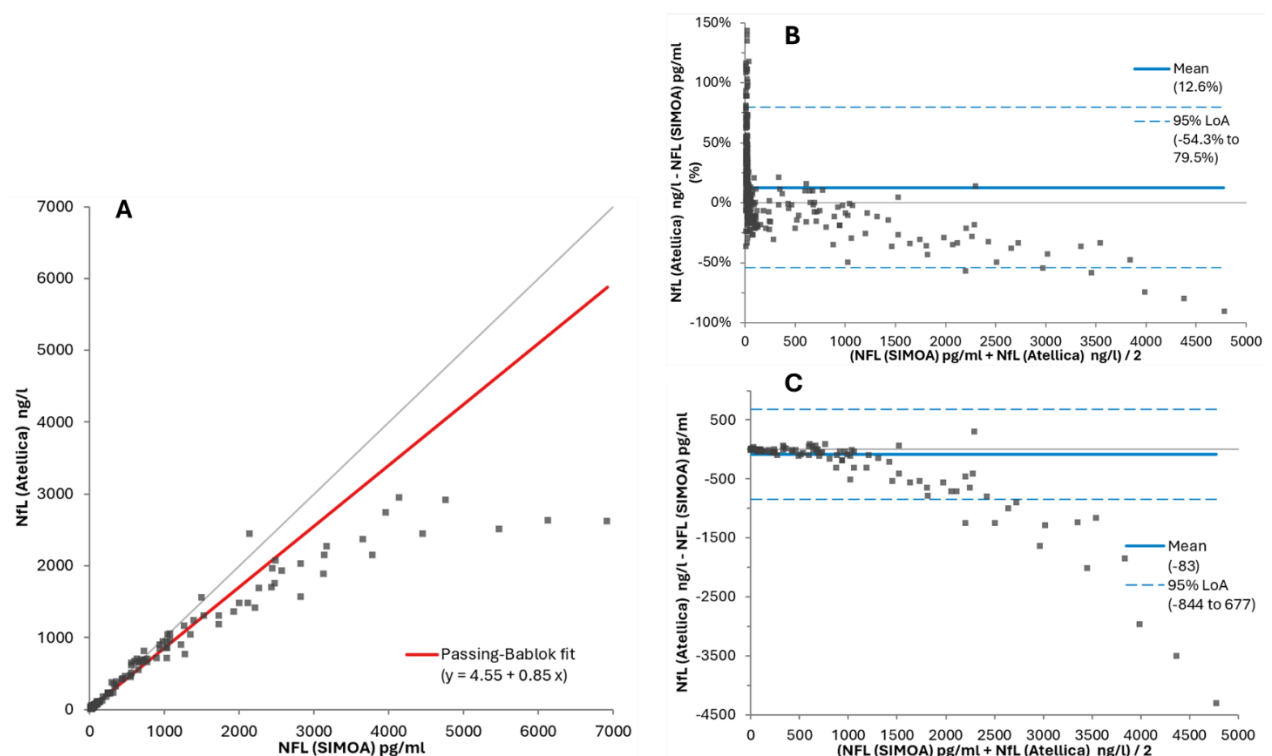 A
7000
6000
5000
4000
3000
2000
1000
0
NfL (Atellica) ng/l
0 1000 2000 3000 4000 5000 6000 7000
NFL (SIMOA) pg/ml
Passing-Bablok fit
(y = 4.55 + 0.85 x)
B
150%
100%
50%
0%
-50%
-100%
NfL (Atellica) ng/l - NFL (SIMOA) pg/ml
(%)
Mean
(12.6%)
95% LoA
(-54.3% to
79.5%)
0 500 1000 1500 2000 2500 3000 3500 4000 4500 5000
(NFL (SIMOA) pg/ml + NfL (Atellica) ng/l) / 2
C
500
-500
-1500
-2500
-3500
-4500
NfL (Atellica) ng/l - NFL (SIMOA) pg/ml
Mean
(-83)
95% LoA
(-844 to 677)
0 1000 2000 3000 4000 5000
(NFL (SIMOA) pg/ml + NfL (Atellica) ng/l) / 2